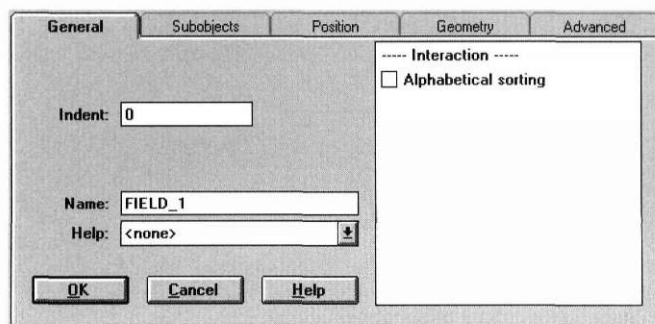 General Subobjects Position Geometry Advanced
----- Interaction -----
Alphabetical sorting
Indent: 0
Name: FIELD_1
Help: <none>
OK Cancel Help